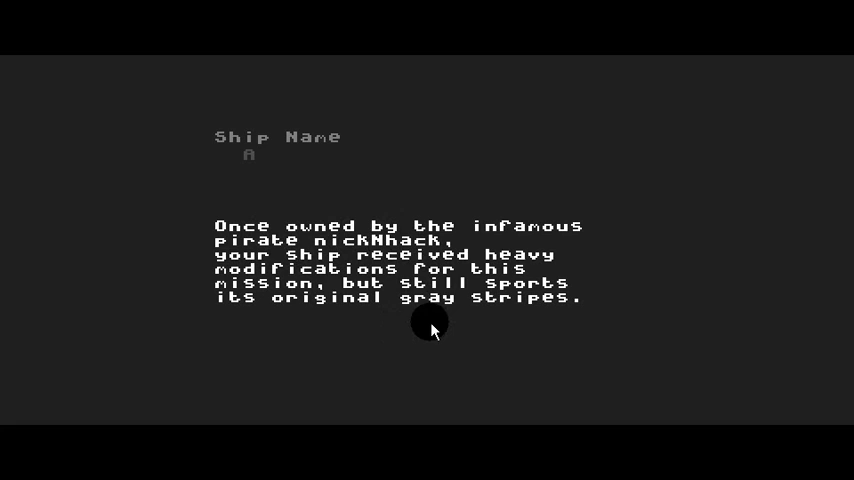 Ship Name
A
Once owned by the infamous
pirate nickNhack,
your ship received heavy
modifications for this
mission, but still sports
its original gray stripes.